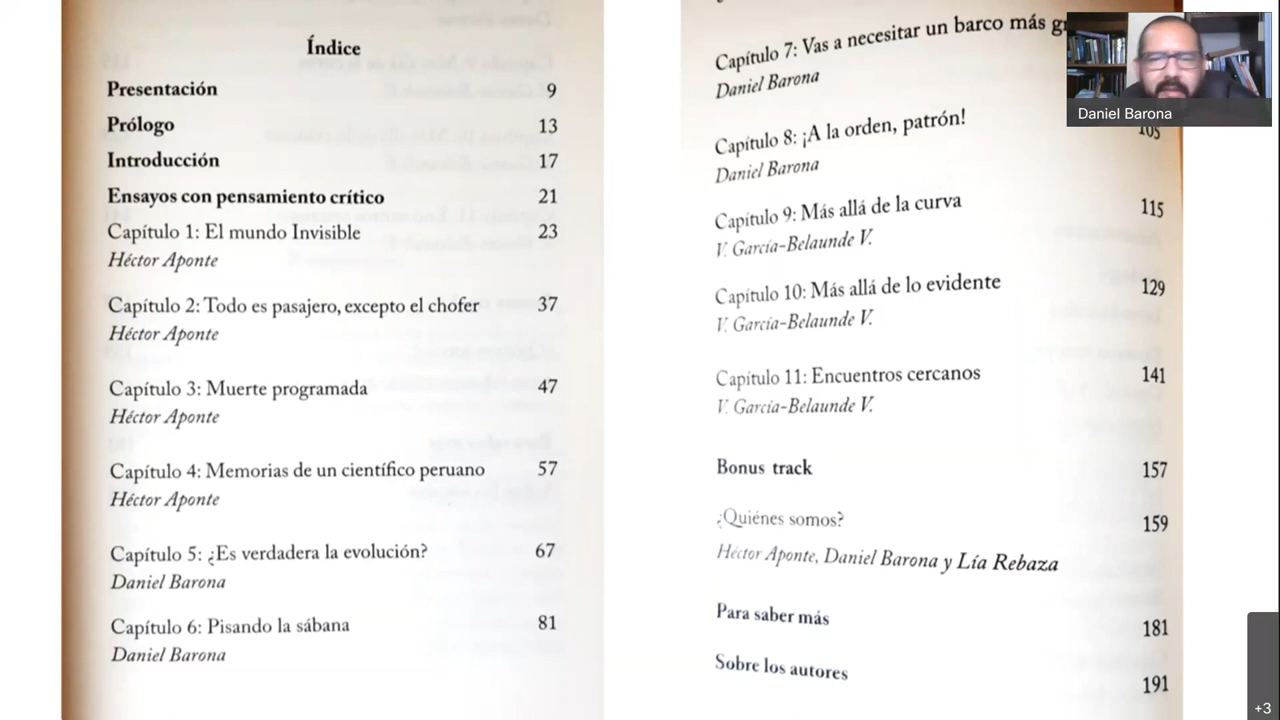 Índice
Presentación 9
Prólogo 13
Introducción 17
Ensayos con pensamiento crítico 21
Capítulo 1: El mundo Invisible 23
Héctor Aponte
Capítulo 2: Todo es pasajero, excepto el chofer 37
Héctor Aponte
Capítulo 3: Muerte programada 47
Héctor Aponte
Capítulo 4: Memorias de un científico peruano 57
Héctor Aponte
Capítulo 5: ¿Es verdadera la evolución? 67
Daniel Barona
Capítulo 6: Pisando la sábana 81
Daniel Barona
Capítulo 7: Vas a necesitar un barco más
Daniel Barona
Capítulo 8: ¡A la orden, patrón! 105
Daniel Barona
Capítulo 9: Más allá de la curva 115
V. García-Belaunde V.
Capítulo 10: Más allá de lo evidente 129
V. García-Belaunde V.
Capítulo 11: Encuentros cercanos 141
V. García-Belaunde V.
Bonus track 157
¿Quiénes somos? 159
Héctor Aponte, Daniel Barona y Lía Rebaza
Para saber más 181
Sobre los autores 191
Daniel Barona
+3